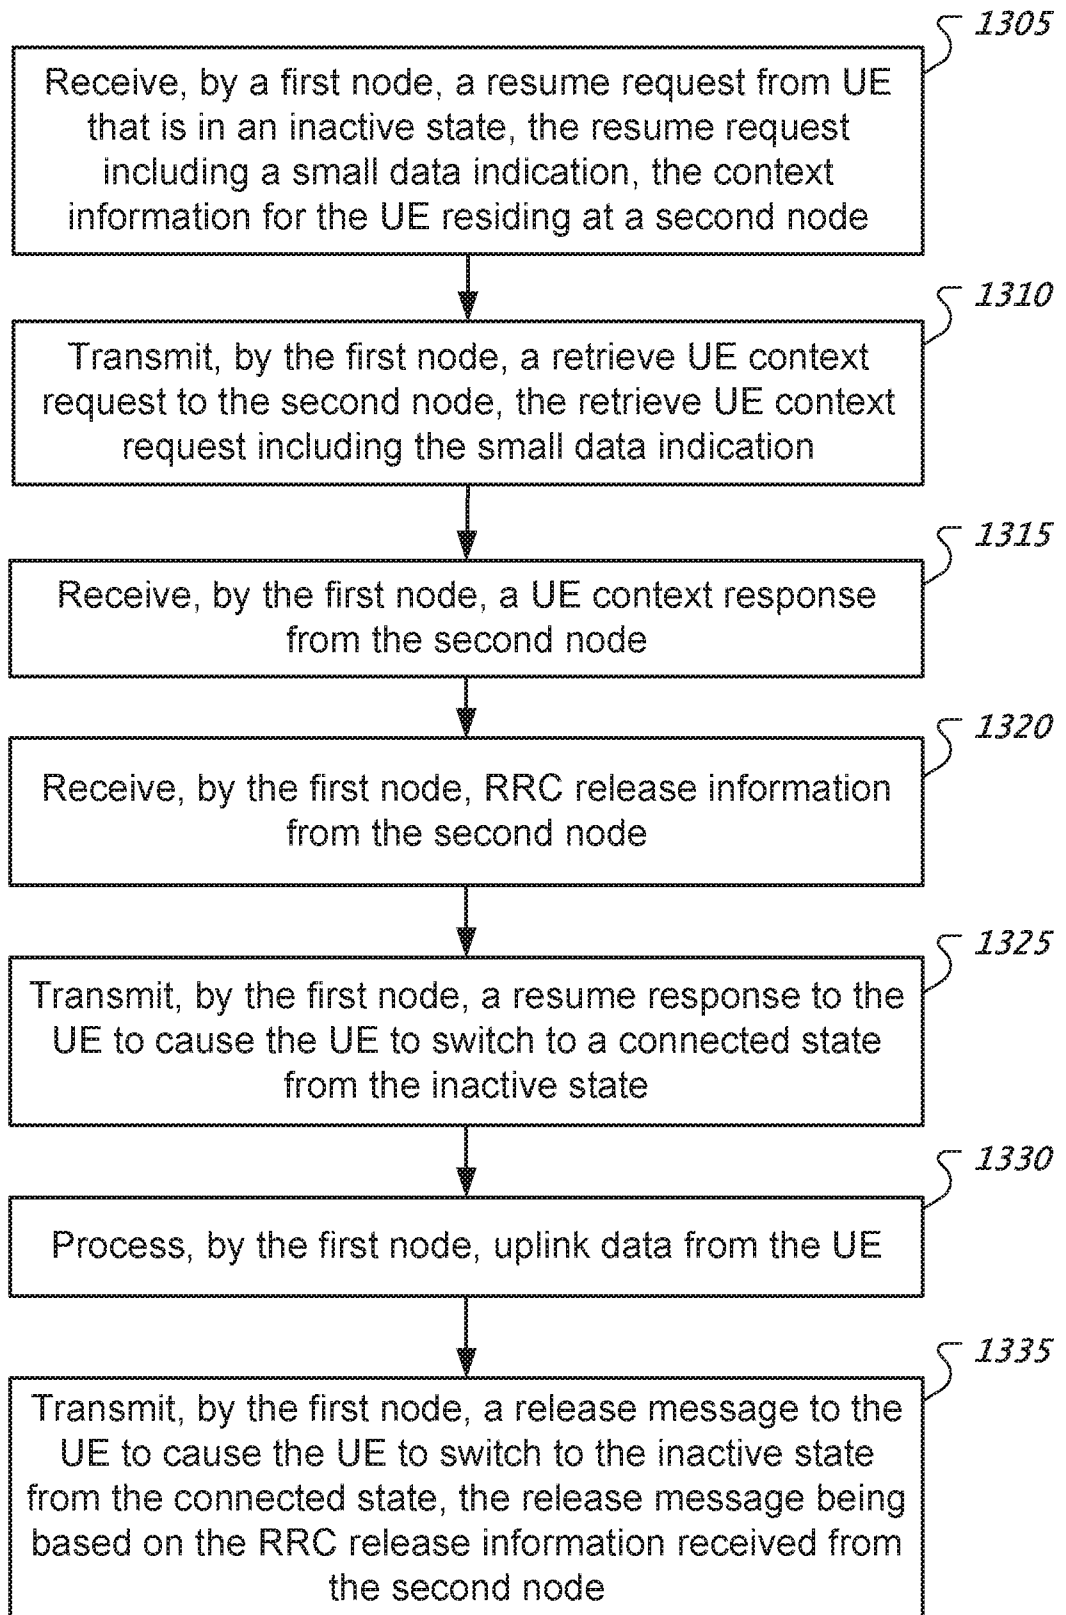 1305
Receive, by a first node, a resume request from UE
that is in an inactive state, the resume request
including a small data indication, the context
information for the UE residing at a second node
1310
Transmit, by the first node, a retrieve UE context
request to the second node, the retrieve UE context
request including the small data indication
1315
Receive, by the first node, a UE context response
from the second node
1320
Receive, by the first node, RRC release information
from the second node
1325
Transmit, by the first node, a resume response to the
UE to cause the UE to switch to a connected state
from the inactive state
1330
Process, by the first node, uplink data from the UE
1335
Transmit, by the first node, a release message to the
UE to cause the UE to switch to the inactive state
from the connected state, the release message being
based on the RRC release information received from
the second node